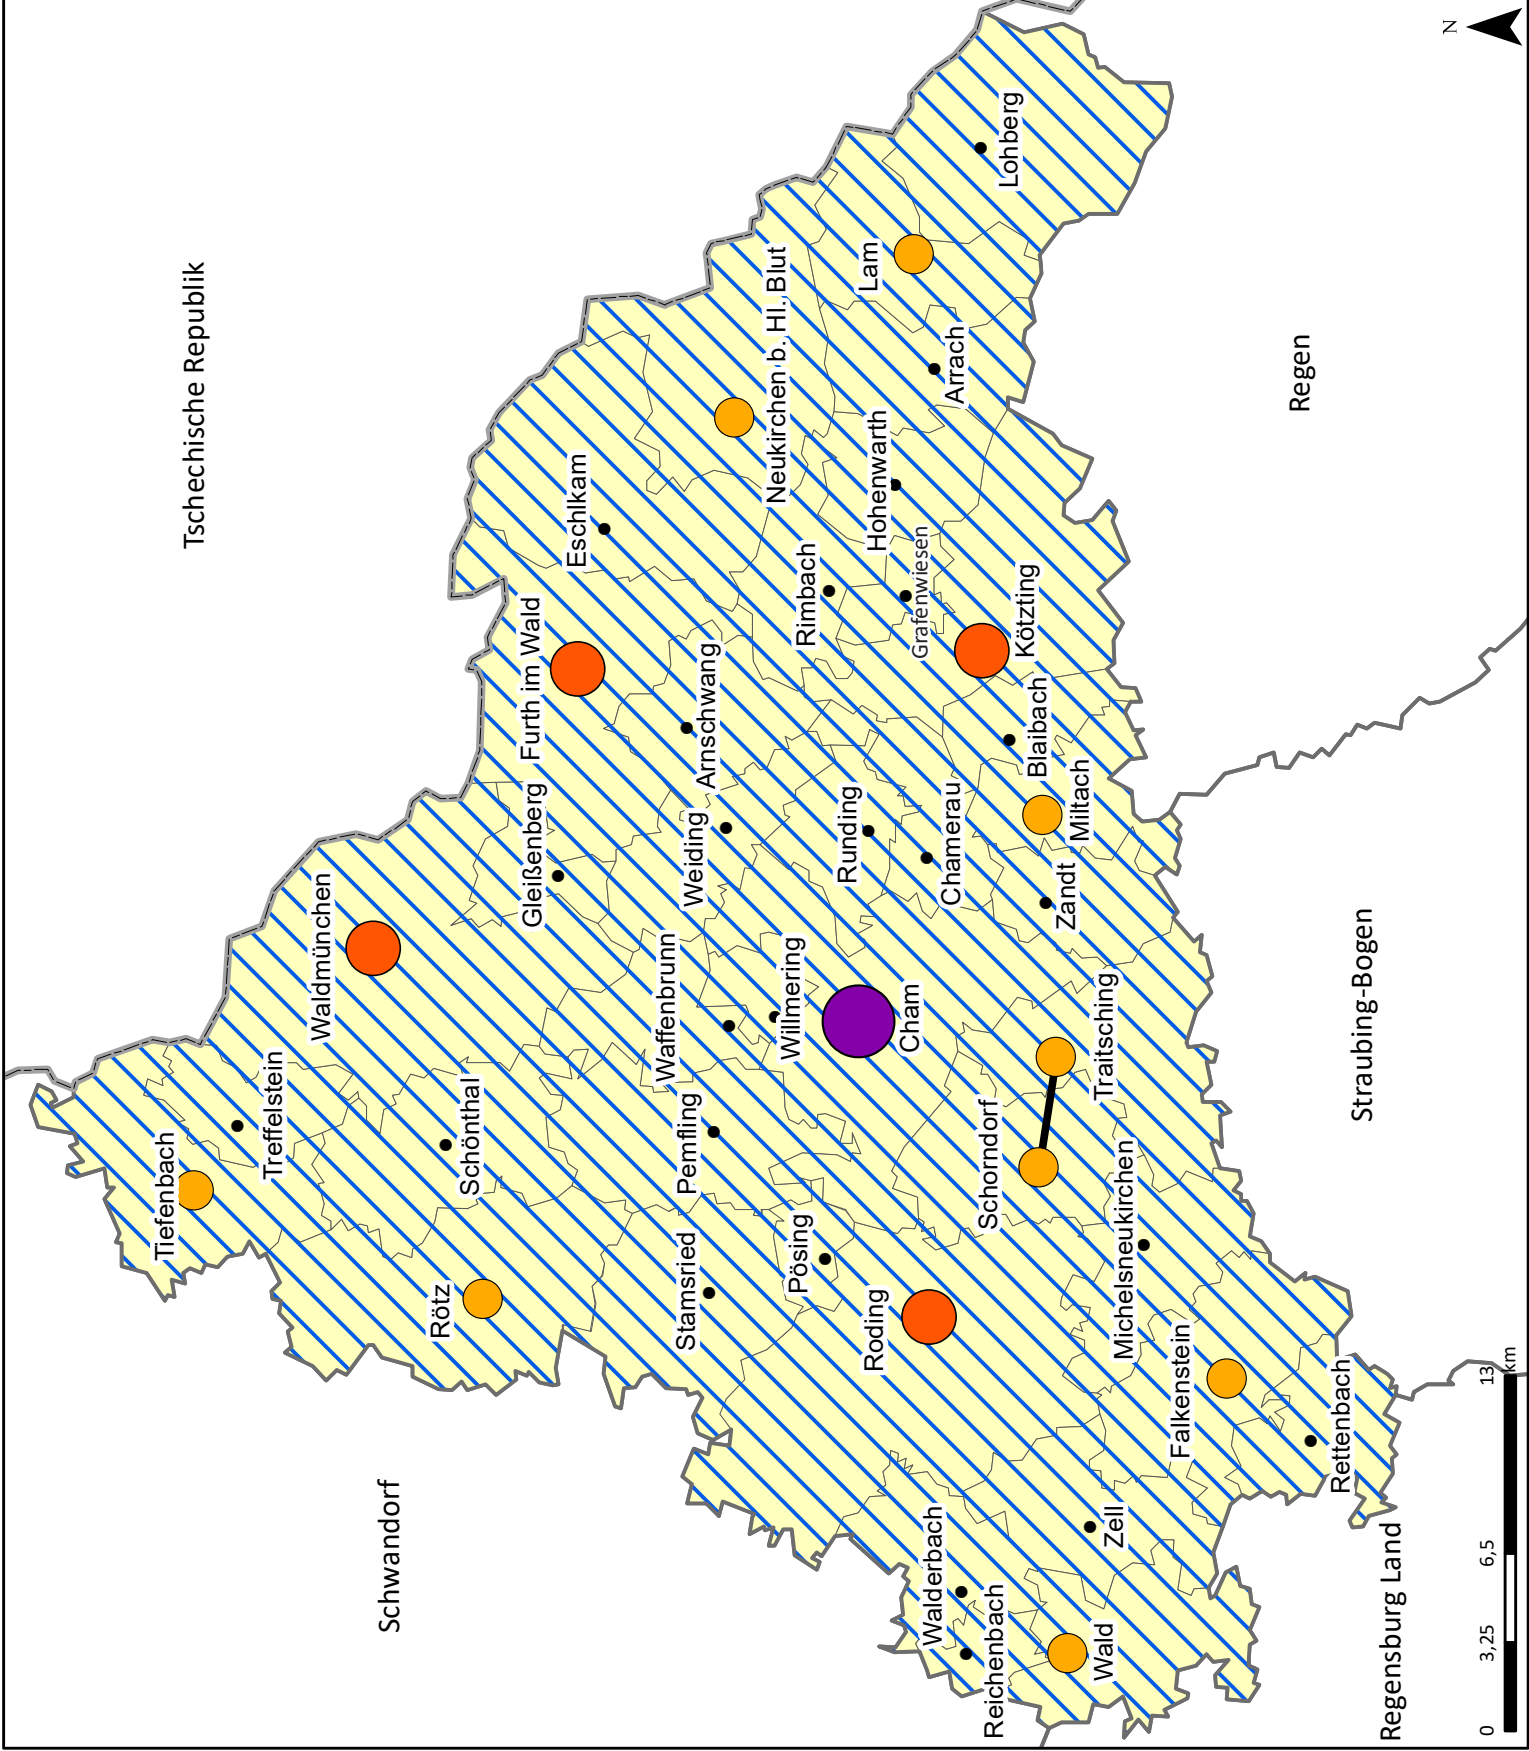 Tschechische Republik
Schwandorf
Regen
Straubing-Bogen
Regensburg Land
Tiefenbach
Treffelstein
Waldmünchen
Rötz
Schönthal
Gleißenberg
Furth im Wald
Eschlkam
Stamsried
Pemfling
Waffenbrunn
Willmering
Weiding
Arnschwang
Neukirchen b. Hl. Blut
Pösing
Rimbach
Runding
Hohenwarth
Lam
Roding
Cham
Chamerau
Grafenwiesen
Arrach
Lohberg
Walderbach
Reichenbach
Schorndorf
Kötzting
Blaibach
Miltach
Zandt
Traitsching
Wald
Zell
Michelsneukirchen
Falkenstein
Rettenbach
0 3,25 6,5 13
km
N